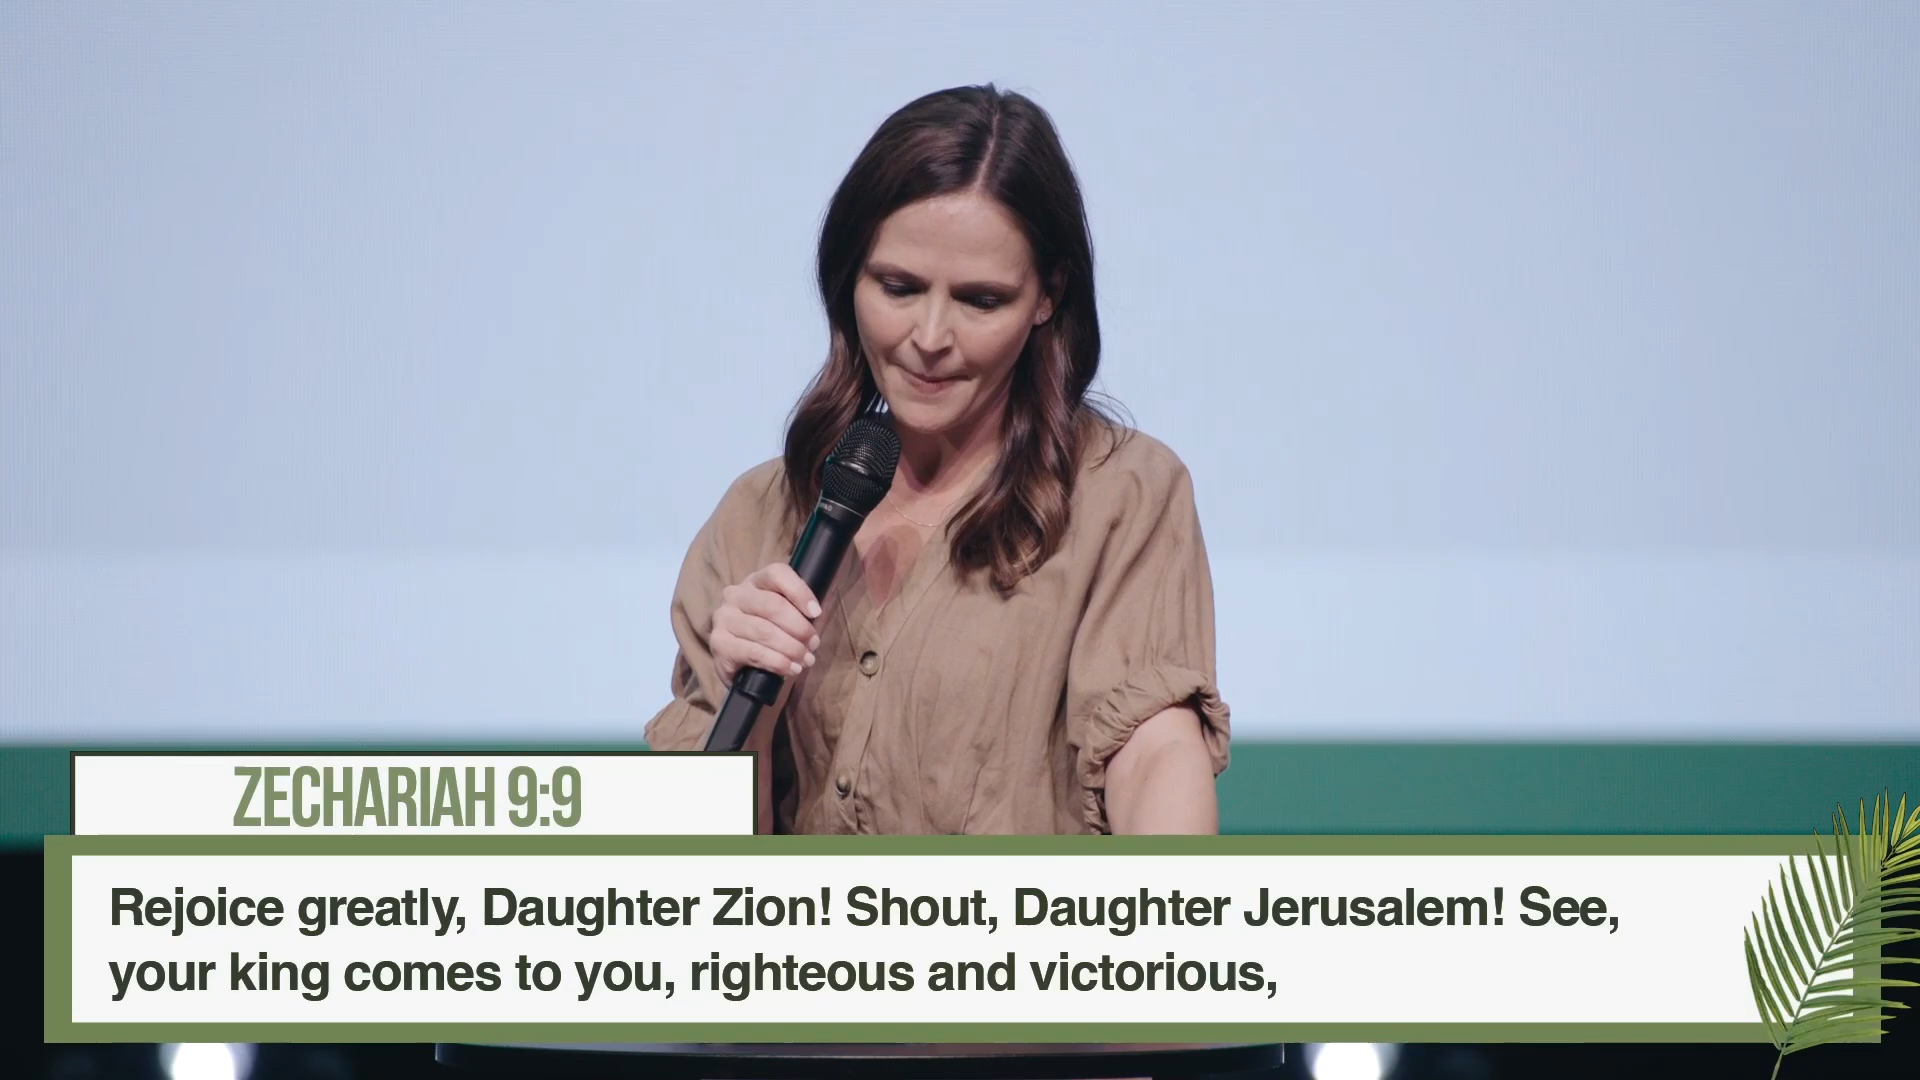 ZECHARIAH 9:9
Rejoice greatly, Daughter Zion! Shout, Daughter Jerusalem! See,
your king comes to you, righteous and victorious,